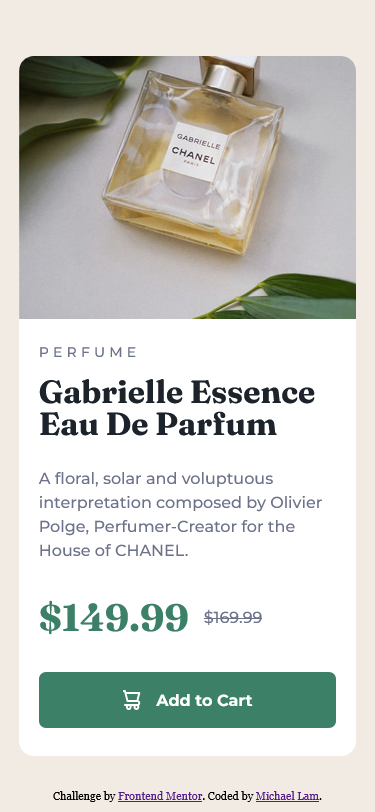 GABRIELLE
CHANEL
PARIS
PERFUME
Gabrielle Essence
Eau De Parfum
A floral, solar and voluptuous
interpretation composed by Olivier
Polge, Perfumer-Creator for the
House of CHANEL.
$149.99 $169.99
Add to Cart
Challenge by Frontend Mentor. Coded by Michael Lam.